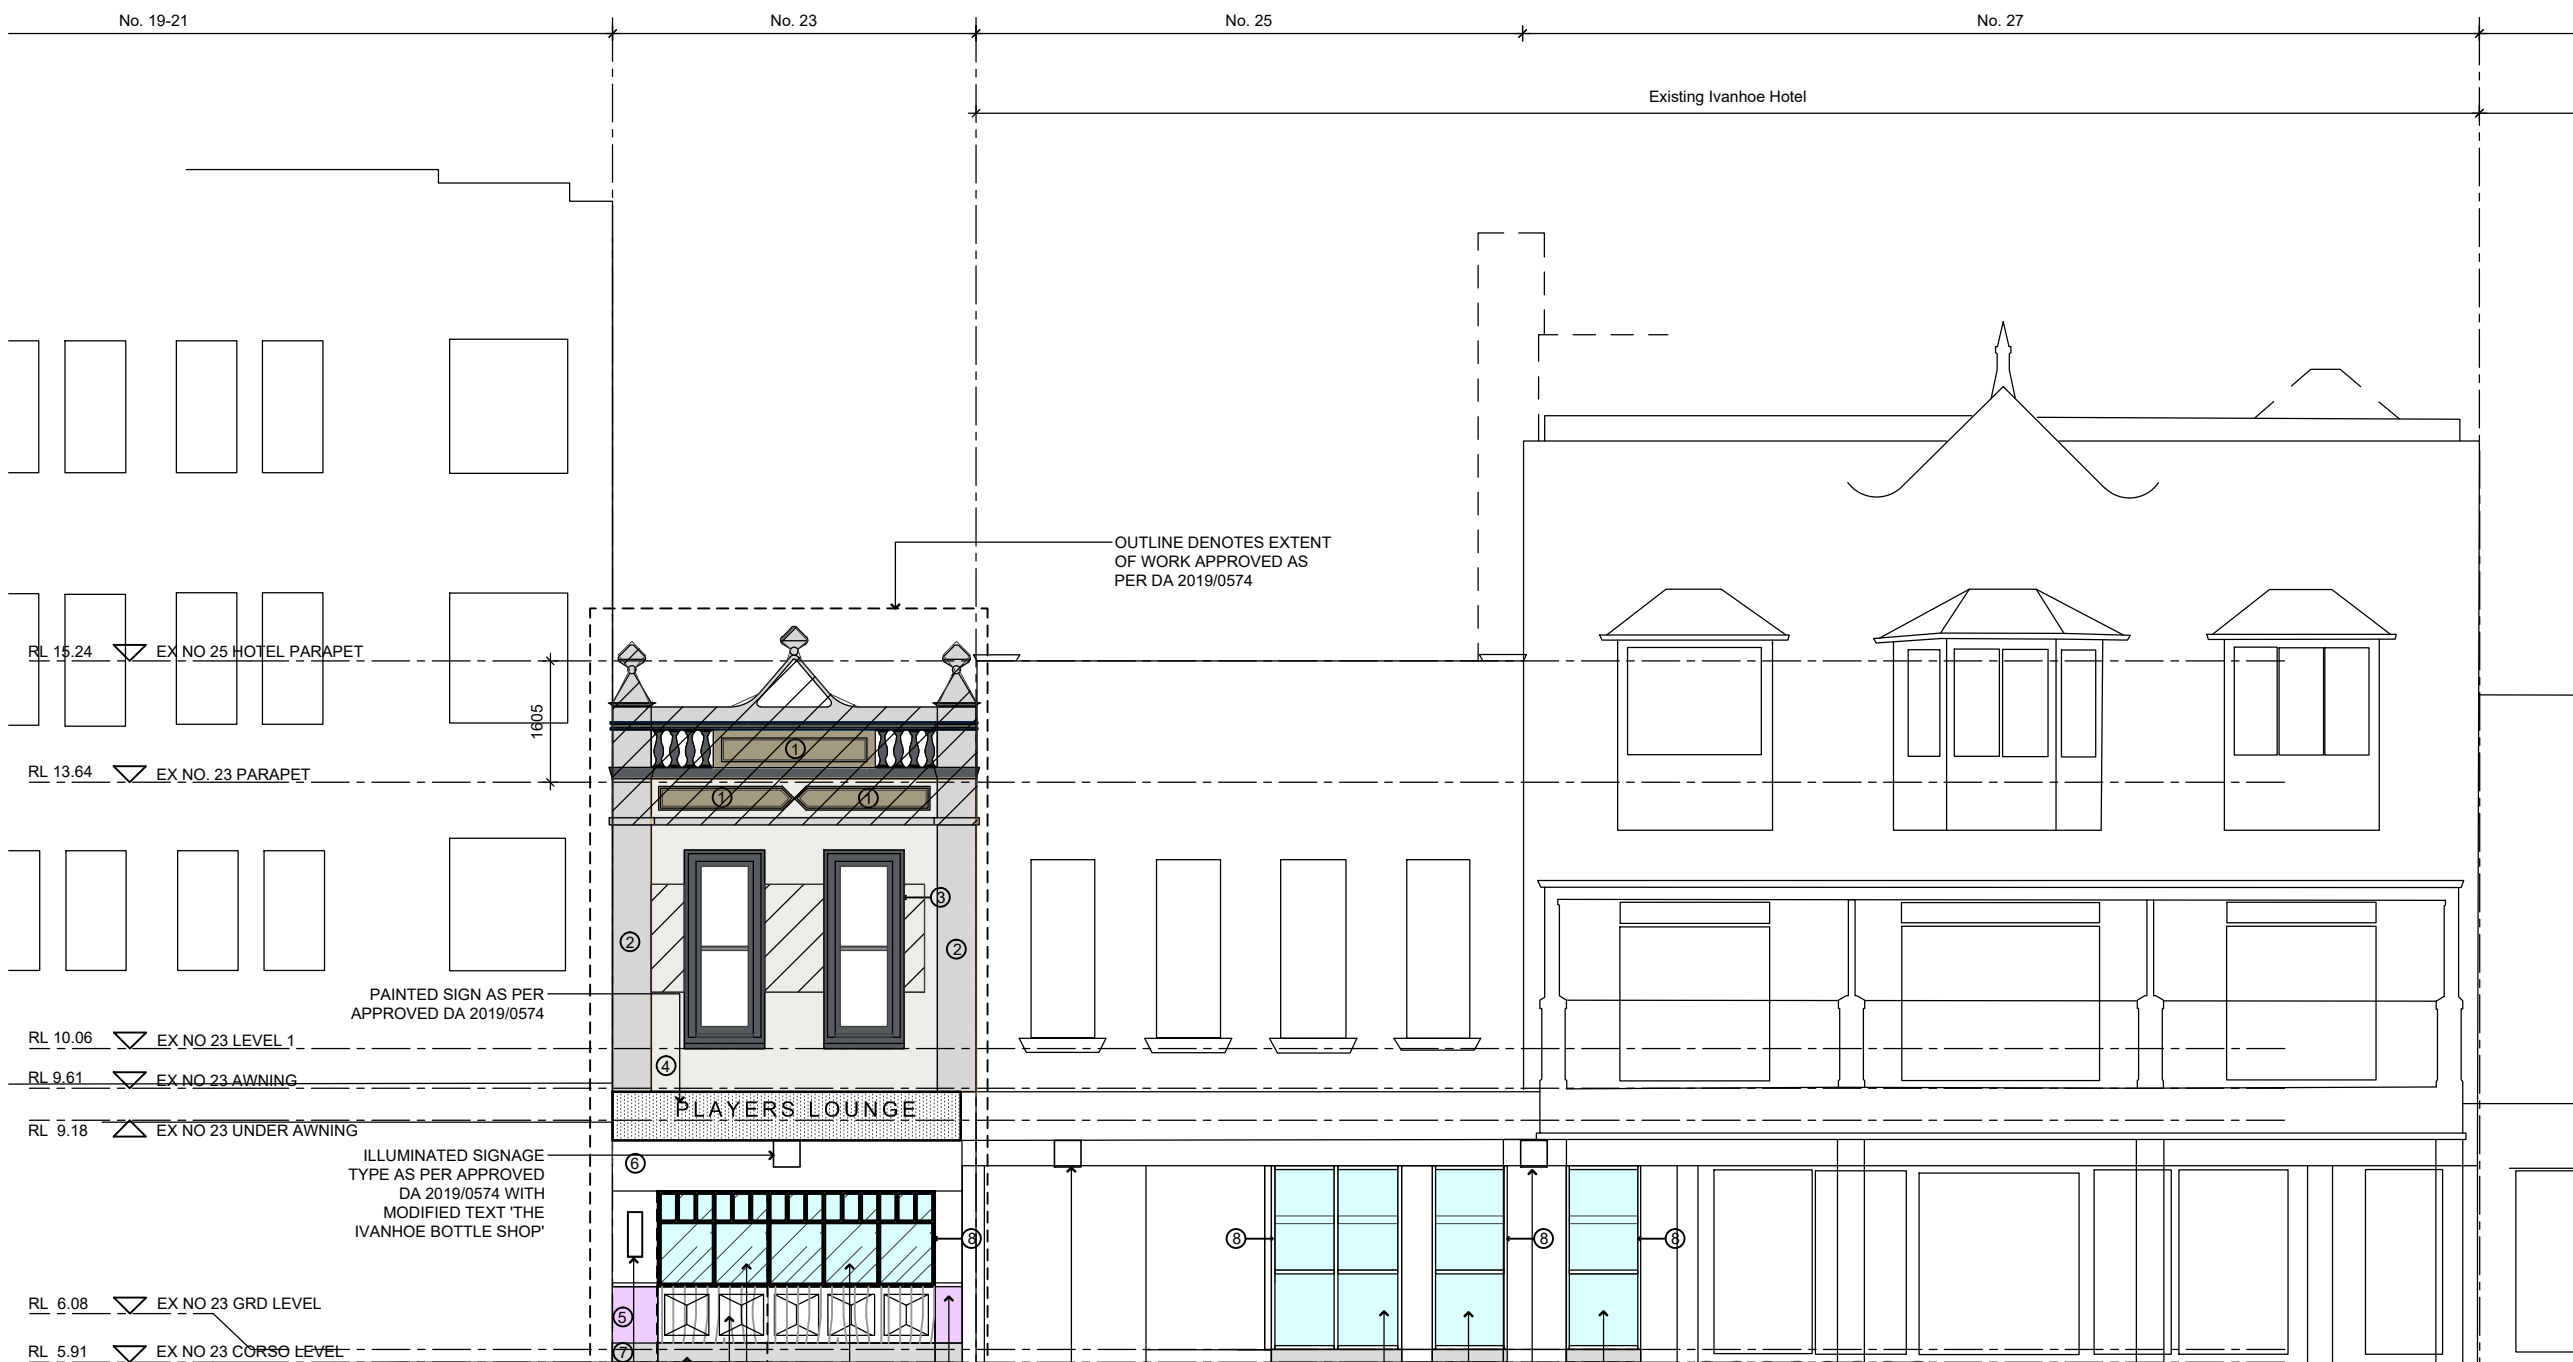 No. 19-21
No. 23
No. 25
No. 27
Existing Ivanhoe Hotel
OUTLINE DENOTES EXTENT
OF WORK APPROVED AS
PER DA 2019/0574
RL 15.24
EX NO 25 HOTEL PARAPET
1605
RL 13.64
EX NO. 23 PARAPET
1
1
1
3
2
2
PAINTED SIGN AS PER
APPROVED DA 2019/0574
RL 10.06
EX NO 23 LEVEL 1
4
RL 9.61
EX NO 23 AWNING
PLAYERS LOUNGE
RL 9.18
EX NO 23 UNDER AWNING
ILLUMINATED SIGNAGE
TYPE AS PER APPROVED
DA 2019/0574 WITH
MODIFIED TEXT 'THE
IVANHOE BOTTLE SHOP'
6
8
8
8
8
RL 6.08
EX NO 23 GRD LEVEL
5
RL 5.91
EX NO 23 CORSO LEVEL
7